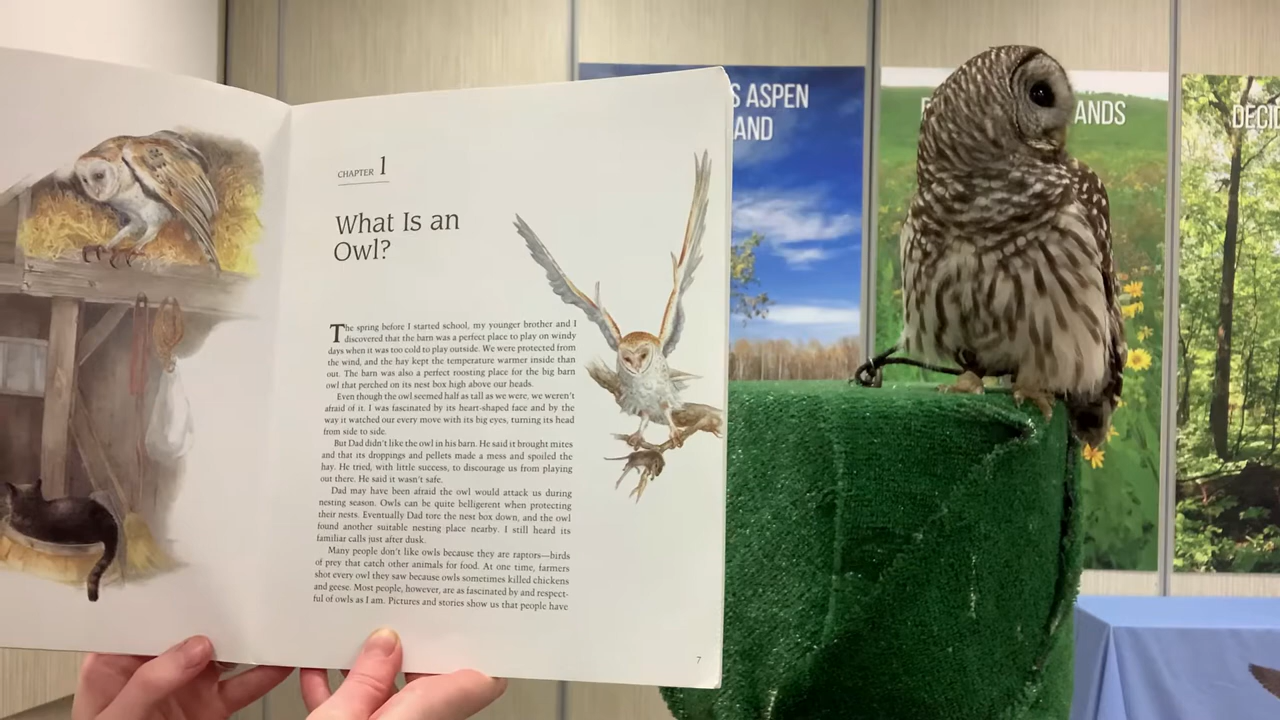 CHAPTER 1
What Is an
Owl?
The spring before I started school, my younger brother and I
discovered that the barn was a perfect place to play on windy
days when it was too cold to play outside. We were protected from
the wind, and the hay kept the temperature warmer inside than
out. The barn was also a perfect roosting place for the big barn
owl that perched on its nest box high above our heads.
Even though the owl seemed half as tall as we were, we weren't
afraid of it. I was fascinated by its heart-shaped face and by the
way it watched our every move with its big eyes, turning its head
from side to side.
But Dad didn't like the owl in his barn. He said it brought mites
and that its droppings and pellets made a mess and spoiled the
hay. He tried, with little success, to discourage us from playing
out there. He said it wasn't safe.
Dad may have been afraid the owl would attack us during
nesting season. Owls can be quite belligerent when protecting
their nests. Eventually Dad tore the nest box down, and the owl
found another suitable nesting place nearby. I still heard its
familiar calls just after dusk.
Many people don't like owls because they are raptors—birds
of prey that catch other animals for food. At one time, farmers
shot every owl they saw because owls sometimes killed chickens
and geese. Most people, however, are as fascinated by and respect-
ful of owls as I am. Pictures and stories show us that people have
7
S ASPEN
AND
ANDS
DECID